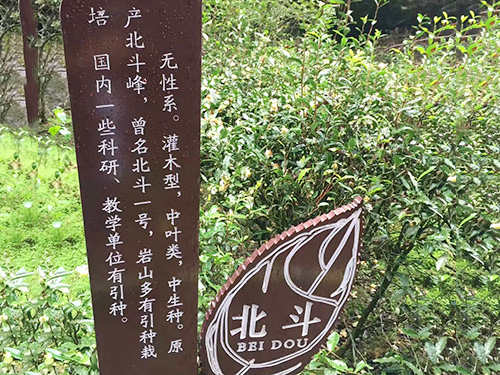 无性系。灌木型，中叶类，中生种。原
产北斗峰，曾名北斗一号，岩山多有引种栽
培 国内一些科研、教学单位有引种。
北斗
BEI DOU